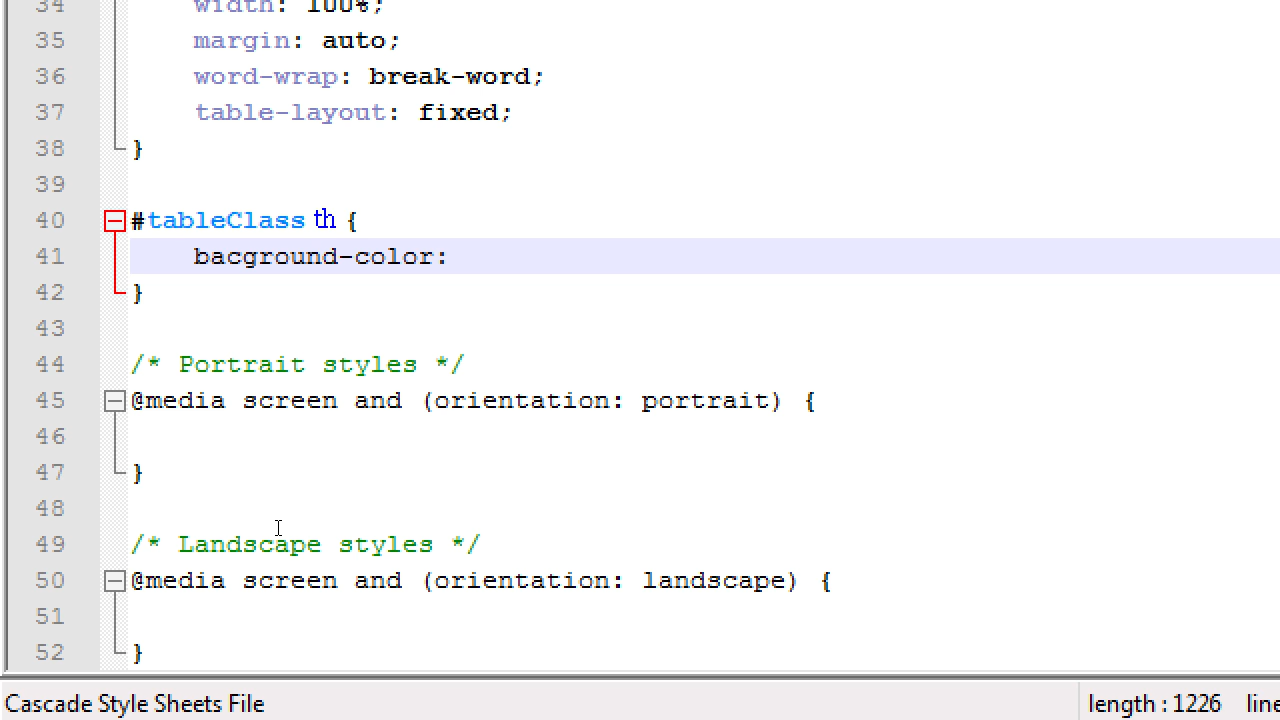 34 width: 100%;
35 margin: auto;
36 word-wrap: break-word;
37 table-layout: fixed;
38 }
39
40 #tableClass th {
41 bacground-color:
42 }
43
44 /* Portrait styles */
45 @media screen and (orientation: portrait) {
46
47 }
48
49 /* Landscape styles */
50 @media screen and (orientation: landscape) {
51
52 }
Cascade Style Sheets File length : 1226 line